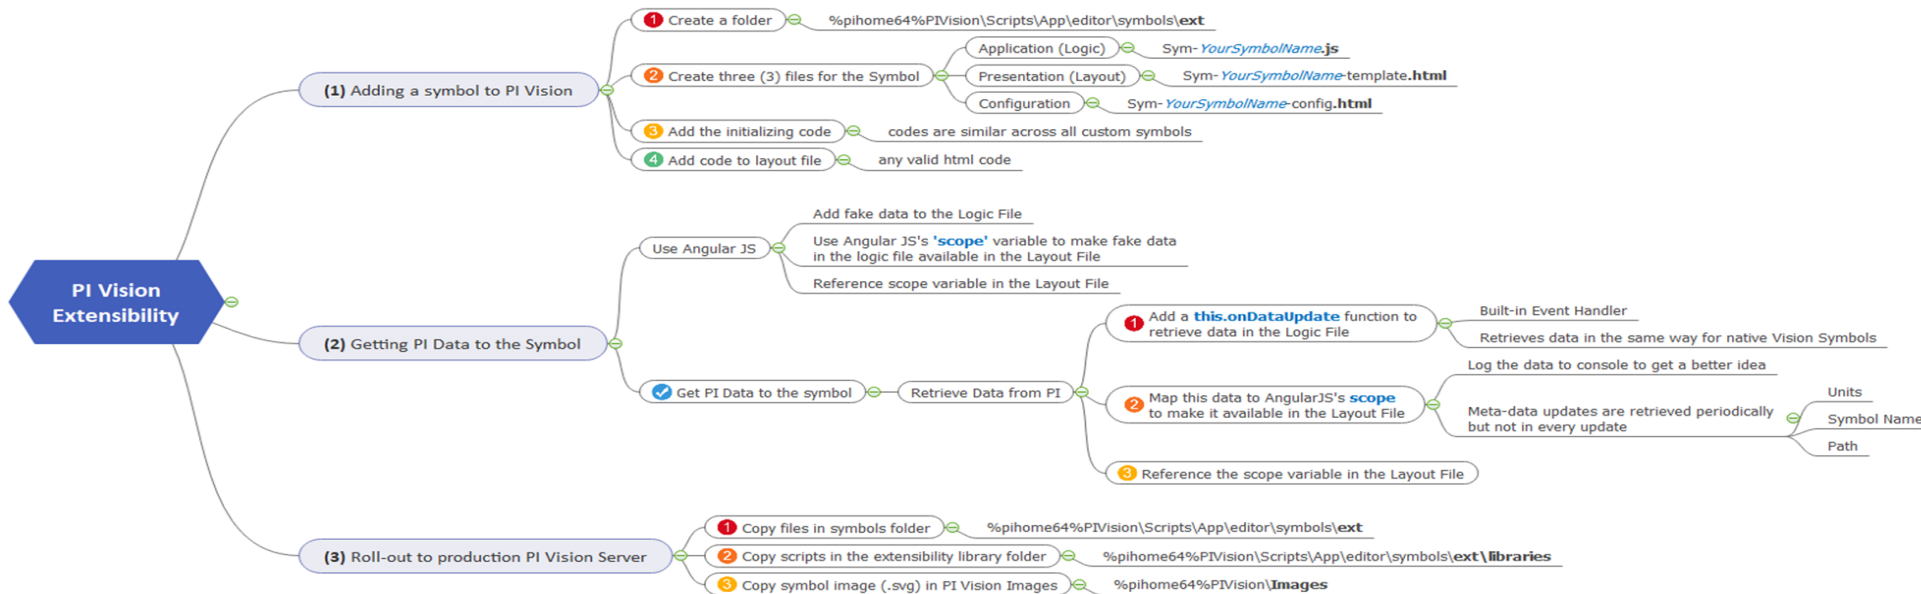 PI Vision
Extensibility
(1) Adding a symbol to PI Vision
1 Create a folder
%pihome64%PIVision\Scripts\App\editor\symbols\ext
2 Create three (3) files for the Symbol
Application (Logic)
Sym-YourSymbolName.js
Presentation (Layout)
Sym-YourSymbolName-template.html
Configuration
Sym-YourSymbolName-config.html
3 Add the initializing code
codes are similar across all custom symbols
4 Add code to layout file
any valid html code
(2) Getting PI Data to the Symbol
Use Angular JS
Add fake data to the Logic File
Use Angular JS's 'scope' variable to make fake data
in the logic file available in the Layout File
Reference scope variable in the Layout File
Get PI Data to the symbol
Retrieve Data from PI
1 Add a this.onDataUpdate function to
retrieve data in the Logic File
Built-in Event Handler
Retrieves data in the same way for native Vision Symbols
2 Map this data to AngularJS's scope
to make it available in the Layout File
Log the data to console to get a better idea
Meta-data updates are retrieved periodically
but not in every update
Units
Symbol Name
Path
3 Reference the scope variable in the Layout File
(3) Roll-out to production PI Vision Server
1 Copy files in symbols folder
%pihome64%PIVision\Scripts\App\editor\symbols\ext
2 Copy scripts in the extensibility library folder
%pihome64%PIVision\Scripts\App\editor\symbols\ext\libraries
3 Copy symbol image (.svg) in PI Vision Images
%pihome64%PIVision\Images